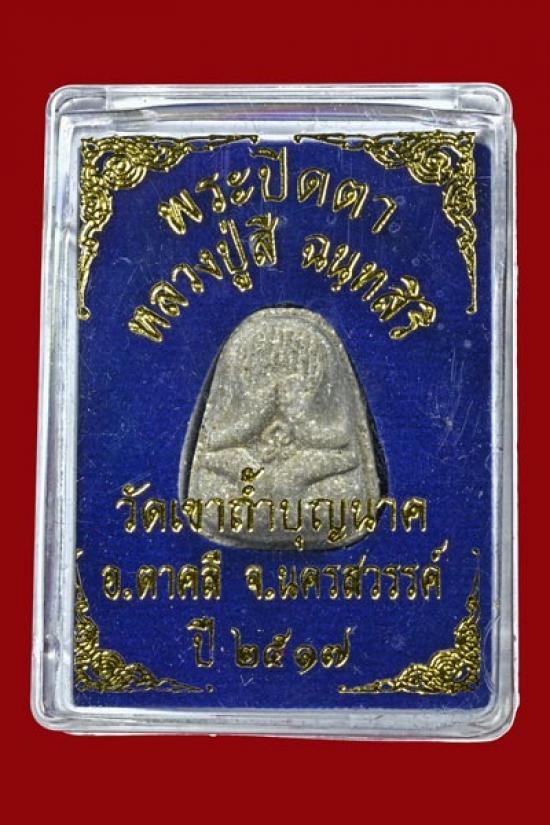 พระปิดตา
หลวงปู่สี ฉนฺทสิริ
วัดเขาถ้ำบุญนาค
อ.ตาคลี จ.นครสวรรค์
ปี ๒๕๑๗